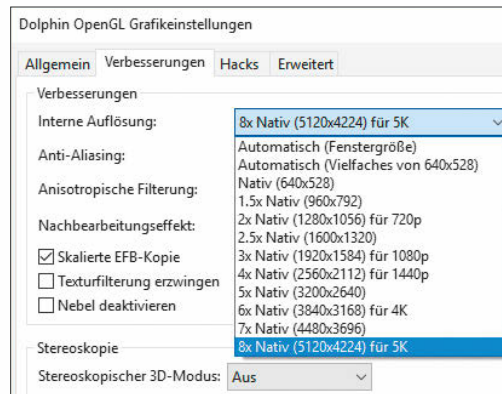 Dolphin OpenGL Grafikeinstellungen
Allgemein Verbesserungen Hacks Erweitert
Verbesserungen
Interne Auflösung: 8x Nativ (5120x4224) für 5K
Automatisch (Fenstergröße)
Anti-Aliasing:
Automatisch (Vielfaches von 640x528)
Nativ (640x528)
Anisotropische Filterung:
1.5x Nativ (960x792)
2x Nativ (1280x1056) für 720p
Nachbearbeitungseffekt:
2.5x Nativ (1600x1320)
Skalierte EFB-Kopie
3x Nativ (1920x1584) für 1080p
4x Nativ (2560x2112) für 1440p
Texturfilterung erzwingen
5x Nativ (3200x2640)
6x Nativ (3840x3168) für 4K
Nebel deaktivieren
7x Nativ (4480x3696)
8x Nativ (5120x4224) für 5K
Stereoskopie
Stereoskopischer 3D-Modus: Aus